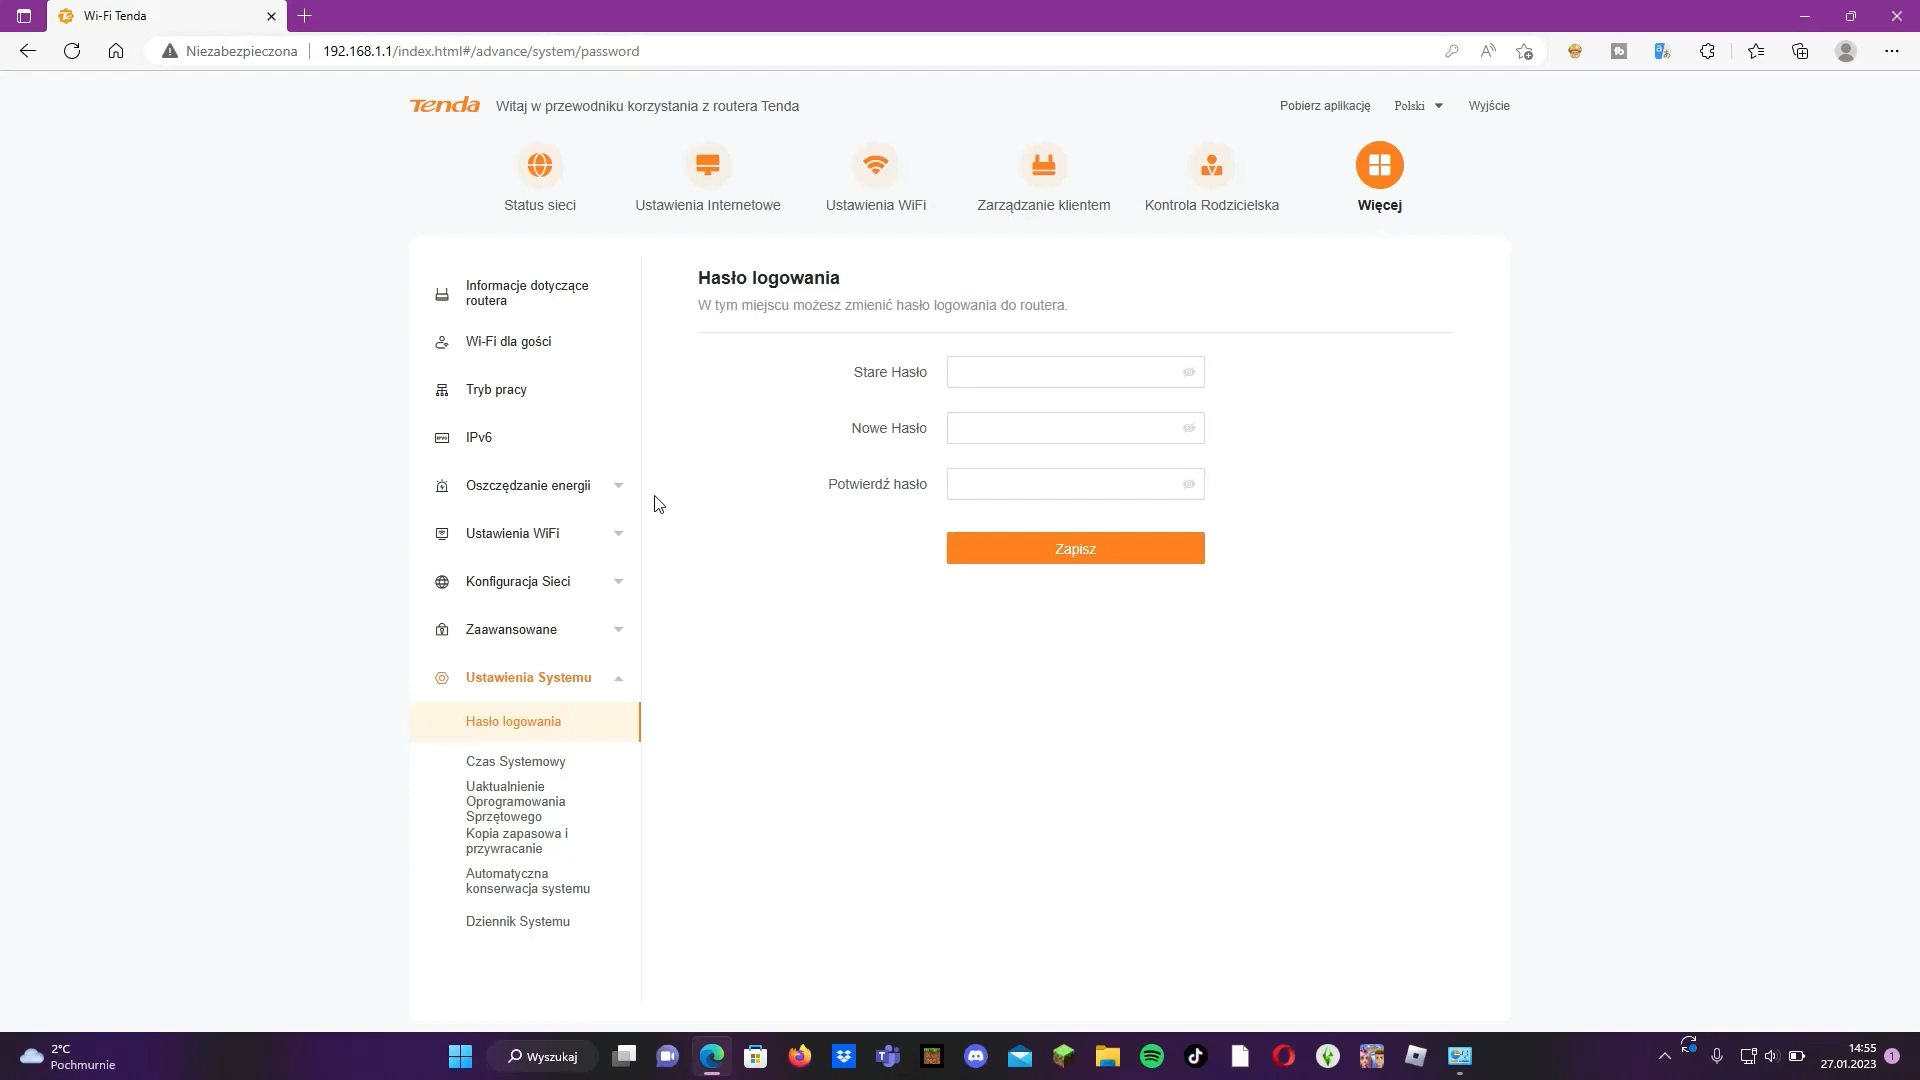 Wi-Fi Tenda
Niezabezpieczona
192.168.1.1/index.html#/advance/system/password
Tenda
Witaj w przewodniku korzystania z routera Tenda
Pobierz aplikację
Polski
Wyjście
Status sieci
Ustawienia Internetowe
Ustawienia WiFi
Zarządzanie klientem
Kontrola Rodzicielska
Więcej
Informacje dotyczące
routera
Wi-Fi dla gości
Tryb pracy
IPv6
Oszczędzanie energii
Ustawienia WiFi
Konfiguracja Sieci
Zaawansowane
Ustawienia Systemu
Hasło logowania
Czas Systemowy
Uaktualnienie
Oprogramowania
Sprzętowego
Kopia zapasowa i
przywracanie
Automatyczna
konserwacja systemu
Dziennik Systemu
Hasło logowania
W tym miejscu możesz zmienić hasło logowania do routera.
Stare Hasło
Nowe Hasło
Potwierdź hasło
Zapisz
2°C
Pochmurnie
Wyszukaj
14:55
27.01.2023
1